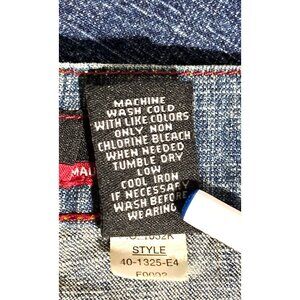 MACHINE
WASH COLD
WITH LIKE COLORS
ONLY NON
CHLORINE BLEACH
WHEN NEEDED
TUMBLE DRY
LOW
COOL IRON
IF NECESSARY
WASH BEFORE
WEARING
MA
STYLE
40-1325-E4